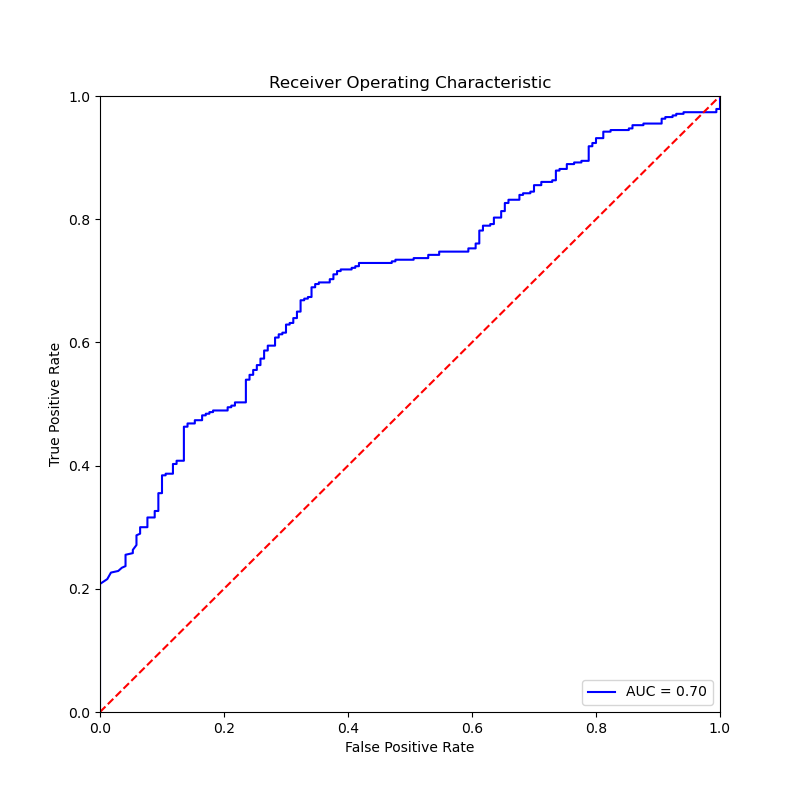 Receiver Operating Characteristic
1.0
0.8
0.6
0.4
0.2
0.0
True Positive Rate
AUC = 0.70
0.0 0.2 0.4 0.6 0.8 1.0
False Positive Rate